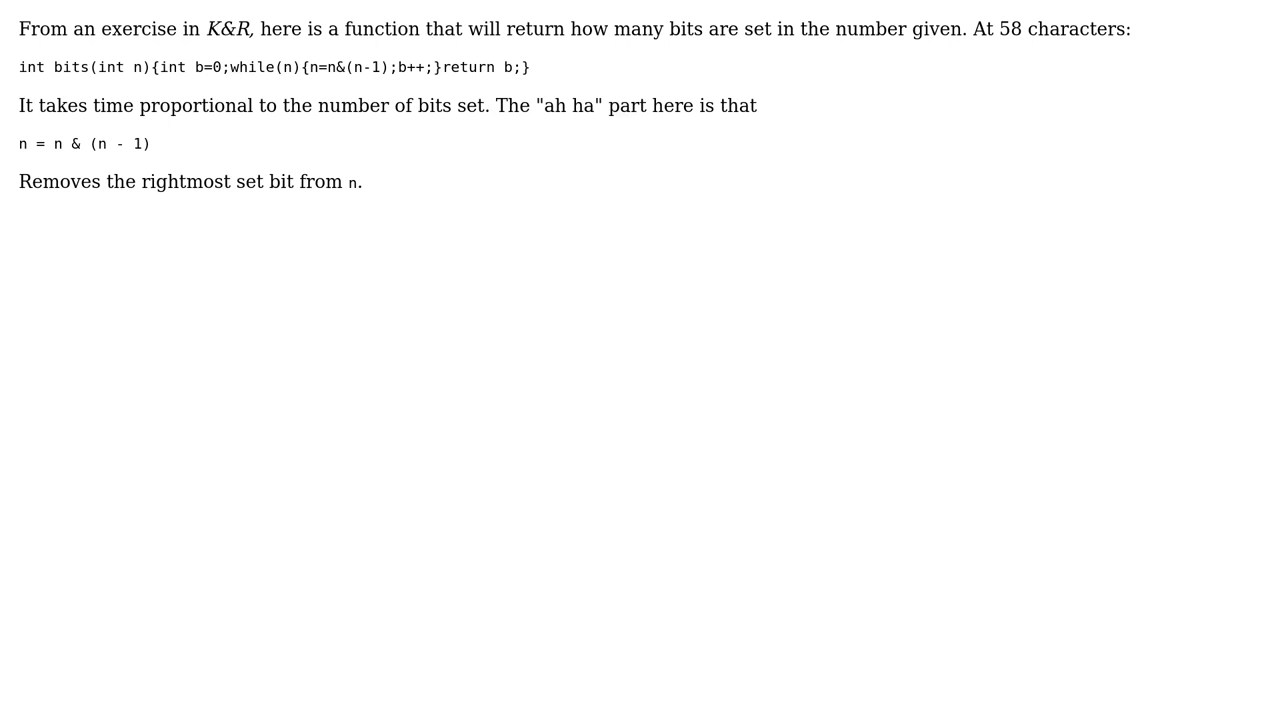 From an exercise in K&R, here is a function that will return how many bits are set in the number given. At 58 characters:
int bits(int n){int b=0;while(n){n=n&(n-1);b++;}return b;}
It takes time proportional to the number of bits set. The "ah ha" part here is that
n = n & (n - 1)
Removes the rightmost set bit from n.